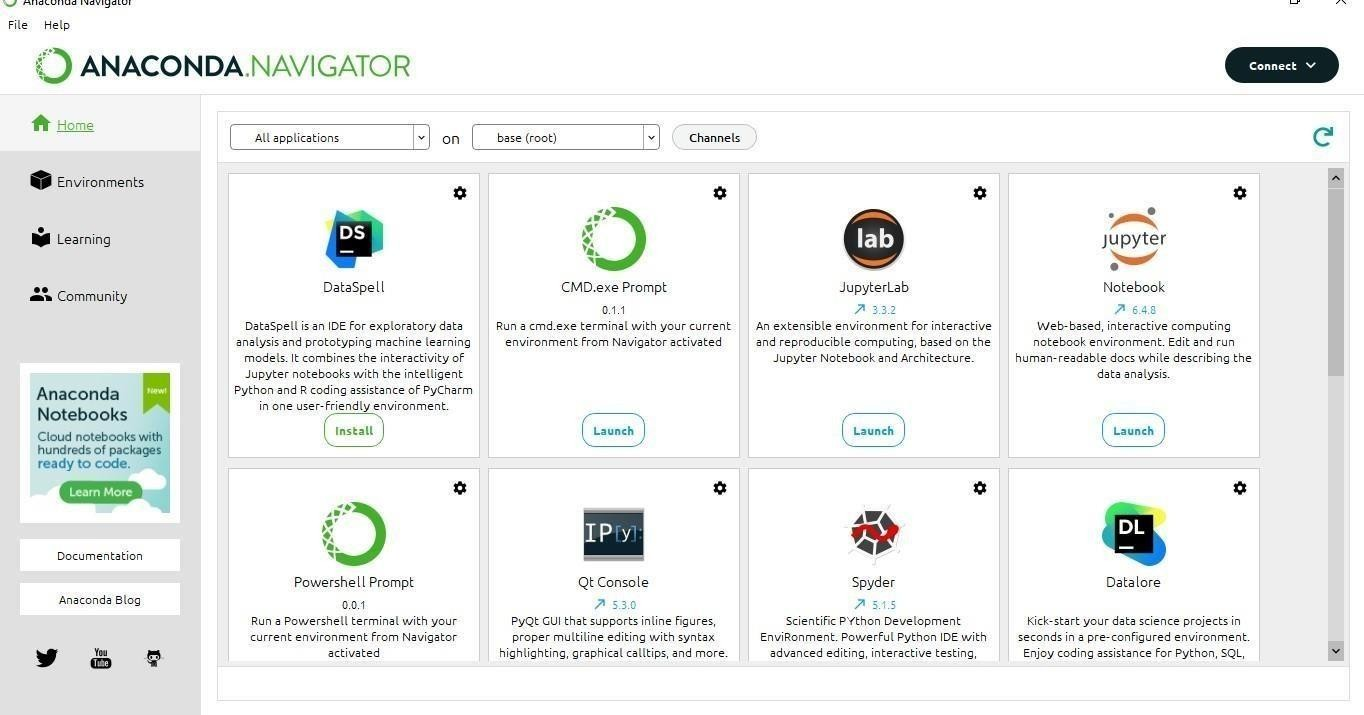 Anaconda Navigator
File Help
ANACONDA.NAVIGATOR
Connect
Home
Environments
Learning
Community
Anaconda
Notebooks
New!
Cloud notebooks with
hundreds of packages
ready to code.
Learn More
Documentation
Anaconda Blog
You
Tube
All applications on base (root) Channels
DS
DataSpell
DataSpell is an IDE for exploratory data
analysis and prototyping machine learning
models. It combines the interactivity of
Jupyter notebooks with the intelligent
Python and R coding assistance of PyCharm
in one user-friendly environment.
Install
CMD.exe Prompt
0.1.1
Run a cmd.exe terminal with your current
environment from Navigator activated
Launch
lab
JupyterLab
3.3.2
An extensible environment for interactive
and reproducible computing, based on the
Jupyter Notebook and Architecture.
Launch
jupyter
Notebook
6.4.8
Web-based, interactive computing
notebook environment. Edit and run
human-readable docs while describing the
data analysis.
Launch
Powershell Prompt
0.0.1
Run a Powershell terminal with your
current environment from Navigator
activated
IP[y]:
Qt Console
5.3.0
PyQt GUI that supports inline figures,
proper multiline editing with syntax
highlighting, graphical calltips, and more.
Spyder
5.1.5
Scientific PYthon Development
EnviRonment. Powerful Python IDE with
advanced editing, interactive testing,
DL
Datalore
Kick-start your data science projects in
seconds in a pre-configured environment.
Enjoy coding assistance for Python, SQL,